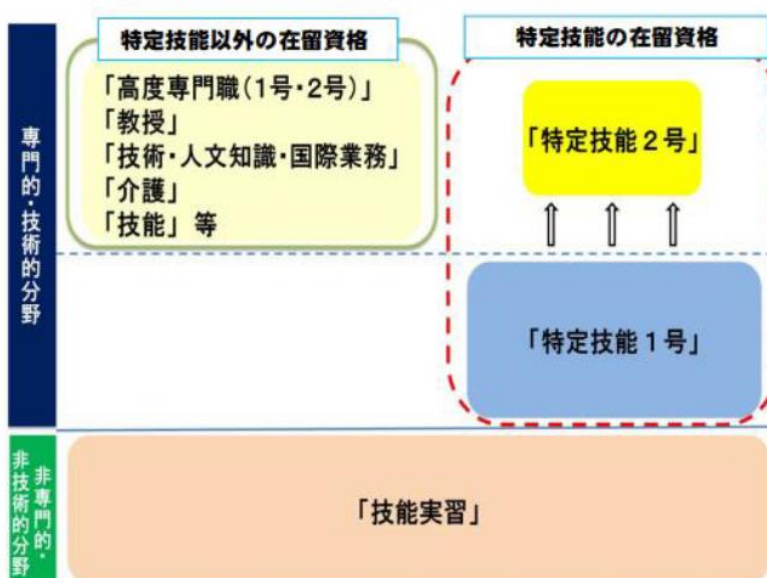 特定技能以外の在留資格
特定技能の在留資格
専門的・技術的分野
「高度専門職(1号・2号)」
「教授」
「技術・人文知識・国際業務」
「介護」
「技能」等
「特定技能2号」
「特定技能1号」
非専門的・
非技術的分野
「技能実習」